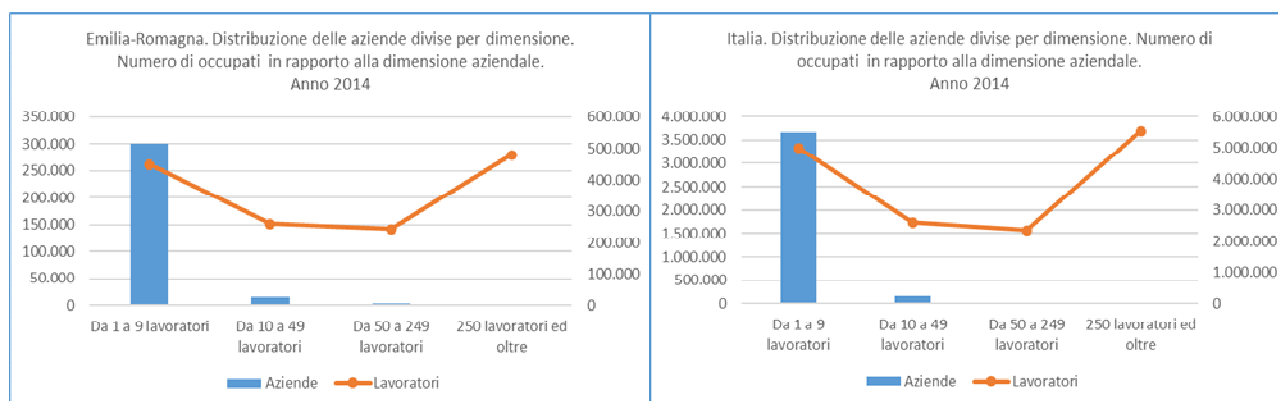 Emilia-Romagna. Distribuzione delle aziende divise per dimensione.
Numero di occupati in rapporto alla dimensione aziendale.
Anno 2014
350.000
300.000
250.000
200.000
150.000
100.000
50.000
0
600.000
500.000
400.000
300.000
200.000
100.000
0
Da 1 a 9 lavoratori
Da 10 a 49
lavoratori
Da 50 a 249
lavoratori
250 lavoratori ed
oltre
Aziende
Lavoratori
Italia. Distribuzione delle aziende divise per dimensione. Numero di
occupati in rapporto alla dimensione aziendale.
Anno 2014
4.000.000
3.500.000
3.000.000
2.500.000
2.000.000
1.500.000
1.000.000
500.000
0
6.000.000
5.000.000
4.000.000
3.000.000
2.000.000
1.000.000
0
Da 1 a 9
lavoratori
Da 10 a 49
lavoratori
Da 50 a 249
lavoratori
250 lavoratori ed
oltre
Aziende
Lavoratori